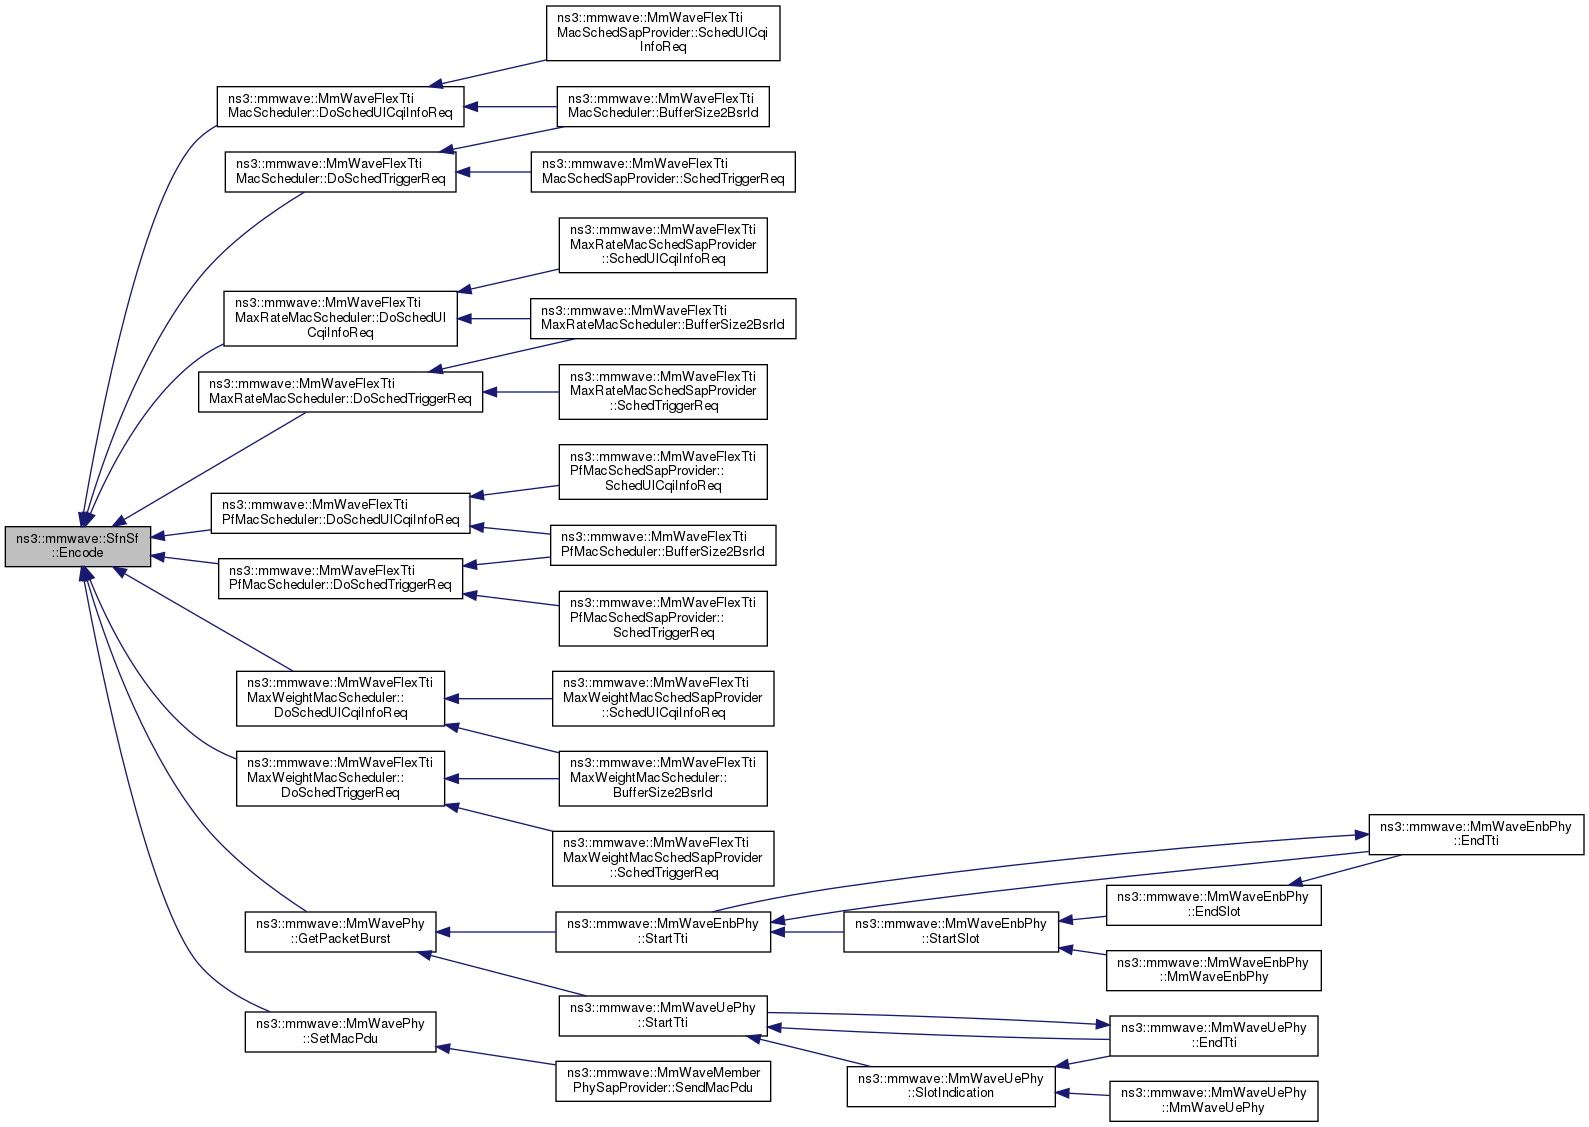 ns3::mmwave::MmWaveFlexTti
MacSchedSapProvider::SchedUlCqi
InfoReq
ns3::mmwave::MmWaveFlexTti
MacScheduler::DoSchedUlCqiInfoReq
ns3::mmwave::MmWaveFlexTti
MacScheduler::BufferSize2BsrId
ns3::mmwave::MmWaveFlexTti
MacScheduler::DoSchedTriggerReq
ns3::mmwave::MmWaveFlexTti
MacSchedSapProvider::SchedTriggerReq
ns3::mmwave::MmWaveFlexTti
MaxRateMacSchedSapProvider
::SchedUlCqiInfoReq
ns3::mmwave::MmWaveFlexTti
MaxRateMacScheduler::DoSchedUl
CqiInfoReq
ns3::mmwave::MmWaveFlexTti
MaxRateMacScheduler::BufferSize2BsrId
ns3::mmwave::MmWaveFlexTti
MaxRateMacScheduler::DoSchedTriggerReq
ns3::mmwave::MmWaveFlexTti
MaxRateMacSchedSapProvider
::SchedTriggerReq
ns3::mmwave::MmWaveFlexTti
PfMacSchedSapProvider::
SchedUlCqiInfoReq
ns3::mmwave::MmWaveFlexTti
PfMacScheduler::DoSchedUlCqiInfoReq
ns3::mmwave::SfnSf
::Encode
ns3::mmwave::MmWaveFlexTti
PfMacScheduler::BufferSize2BsrId
ns3::mmwave::MmWaveFlexTti
PfMacScheduler::DoSchedTriggerReq
ns3::mmwave::MmWaveFlexTti
PfMacSchedSapProvider::
SchedTriggerReq
ns3::mmwave::MmWaveFlexTti
MaxWeightMacScheduler::
DoSchedUlCqiInfoReq
ns3::mmwave::MmWaveFlexTti
MaxWeightMacSchedSapProvider
::SchedUlCqiInfoReq
ns3::mmwave::MmWaveFlexTti
MaxWeightMacScheduler::
DoSchedTriggerReq
ns3::mmwave::MmWaveFlexTti
MaxWeightMacScheduler::
BufferSize2BsrId
ns3::mmwave::MmWaveFlexTti
MaxWeightMacSchedSapProvider
::SchedTriggerReq
ns3::mmwave::MmWaveEnbPhy
::EndTti
ns3::mmwave::MmWaveEnbPhy
::EndSlot
ns3::mmwave::MmWavePhy
::GetPacketBurst
ns3::mmwave::MmWaveEnbPhy
::StartTti
ns3::mmwave::MmWaveEnbPhy
::StartSlot
ns3::mmwave::MmWaveEnbPhy
::MmWaveEnbPhy
ns3::mmwave::MmWaveUePhy
::StartTti
ns3::mmwave::MmWavePhy
::SetMacPdu
ns3::mmwave::MmWaveUePhy
::EndTti
ns3::mmwave::MmWaveMember
PhySapProvider::SendMacPdu
ns3::mmwave::MmWaveUePhy
::SlotIndication
ns3::mmwave::MmWaveUePhy
::MmWaveUePhy